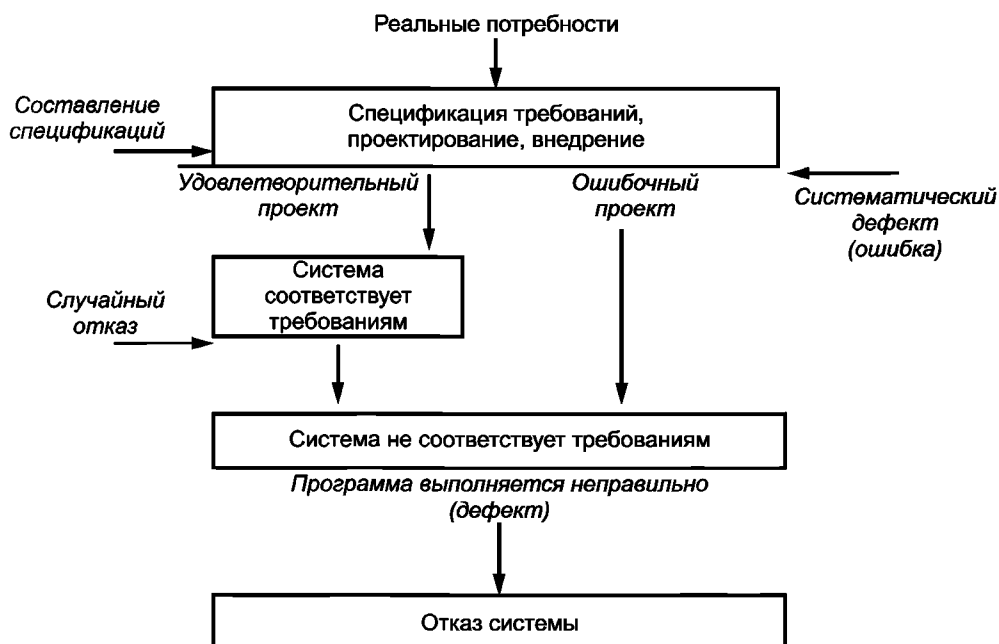 Реальные потребности
Составление
спецификаций
Спецификация требований,
проектирование, внедрение
Удовлетворительный
проект
Ошибочный
проект
Систематический
дефект
(ошибка)
Система
соответствует
требованиям
Случайный
отказ
Система не соответствует требованиям
Программа выполняется неправильно
(дефект)
Отказ системы